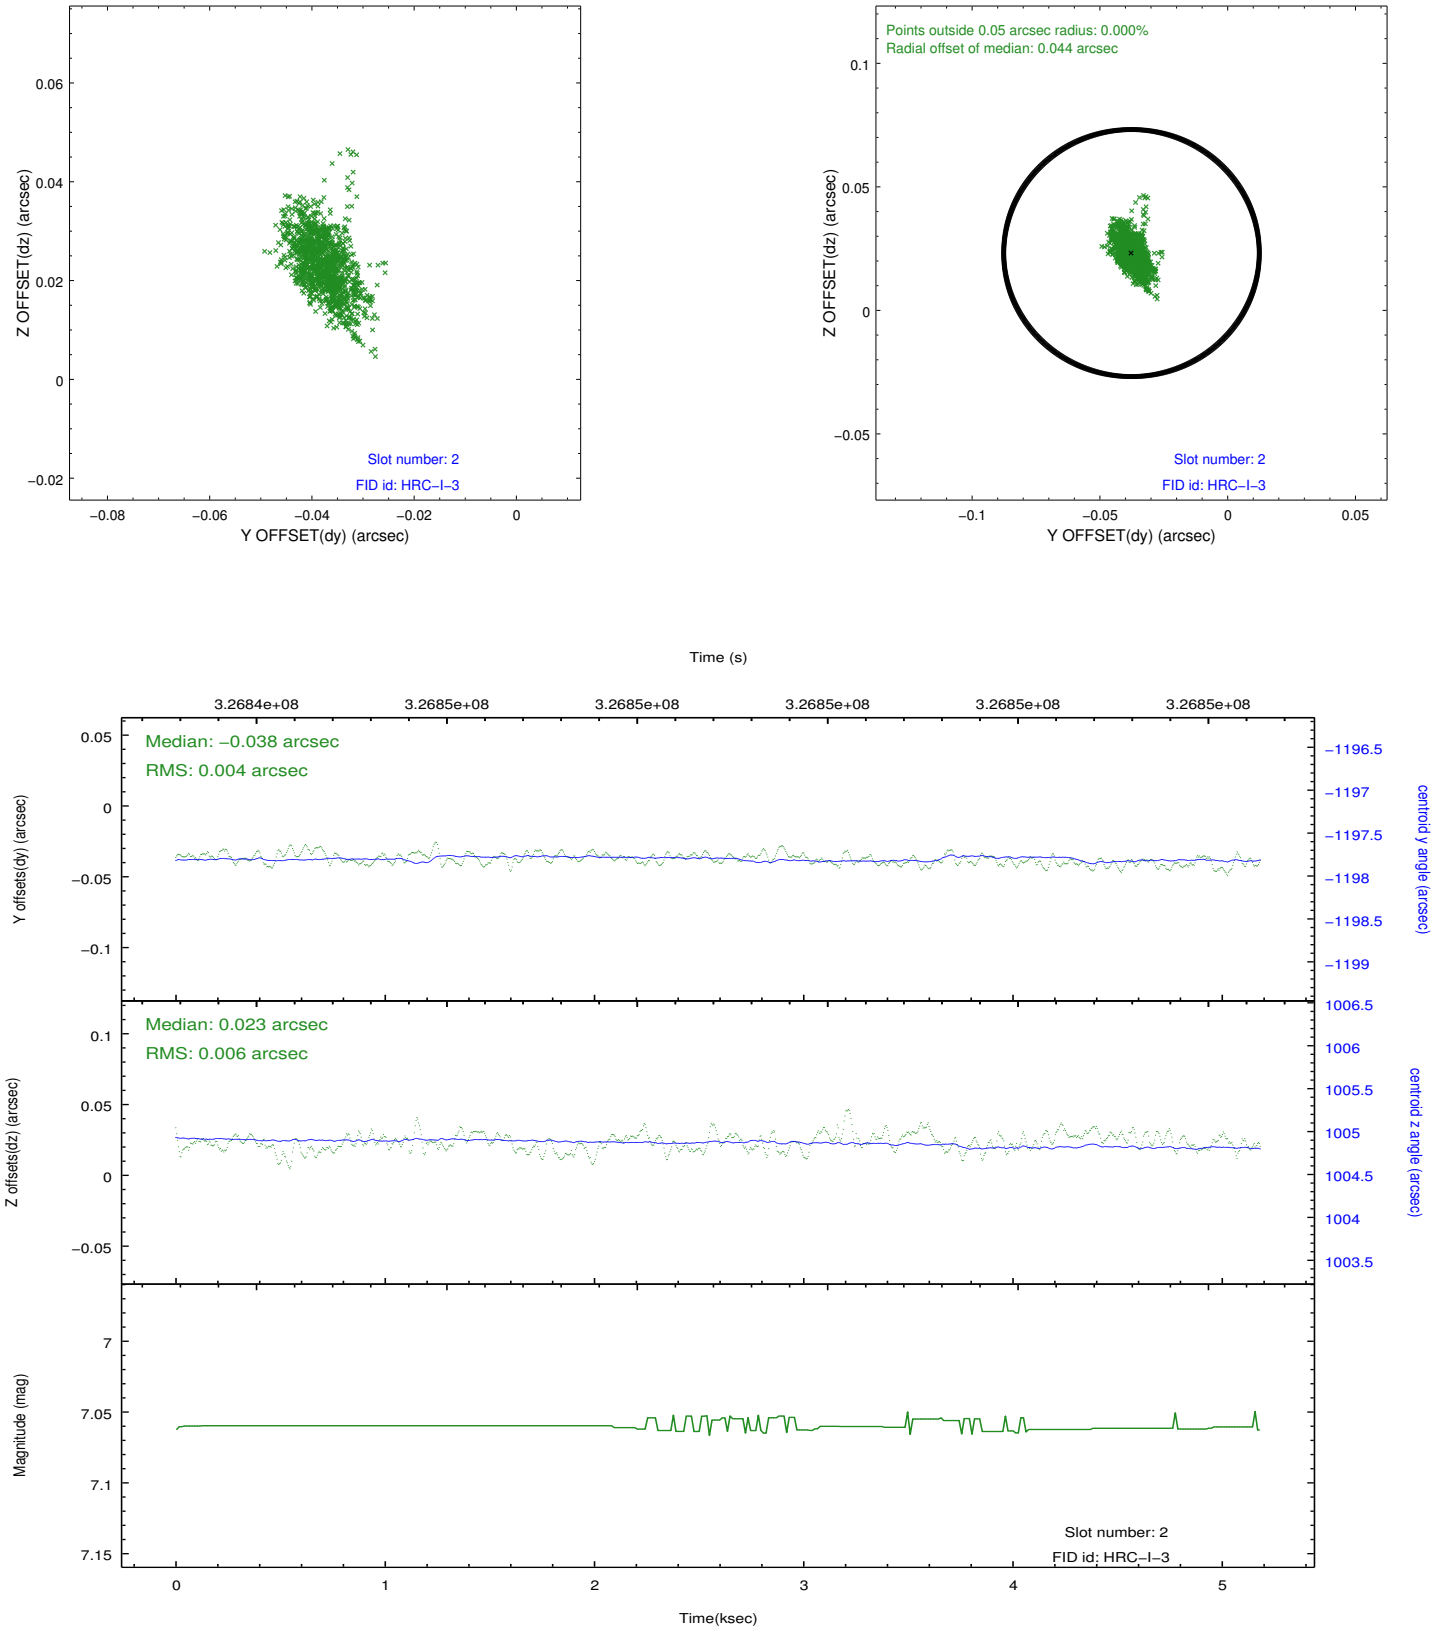 0.06
0.04
0.02
0
−0.02
Z OFFSET(dz) (arcsec)
Slot number: 2
FID id: HRC−I−3
−0.08 −0.06 −0.04 −0.02 0
Y OFFSET(dy) (arcsec)
Points outside 0.05 arcsec radius: 0.000%
Radial offset of median: 0.044 arcsec
0.1
0.05
0
−0.05
Z OFFSET(dz) (arcsec)
Slot number: 2
FID id: HRC−I−3
−0.1 −0.05 0 0.05
Y OFFSET(dy) (arcsec)
Time (s)
3.2684e+08 3.2685e+08 3.2685e+08 3.2685e+08 3.2685e+08 3.2685e+08
Median: −0.038 arcsec
RMS: 0.004 arcsec
0.05
0
−0.05
−0.1
Y offsets(dy) (arcsec)
−1196.5
−1197
−1197.5
−1198
−1198.5
−1199
centroid y angle (arcsec)
Median: 0.023 arcsec
RMS: 0.006 arcsec
0.1
0.05
0
−0.05
Z offsets(dz) (arcsec)
1006.5
1006
1005.5
1005
1004.5
1004
1003.5
centroid z angle (arcsec)
7
7.05
7.1
7.15
Magnitude (mag)
Slot number: 2
FID id: HRC−I−3
0 1 2 3 4 5
Time(ksec)